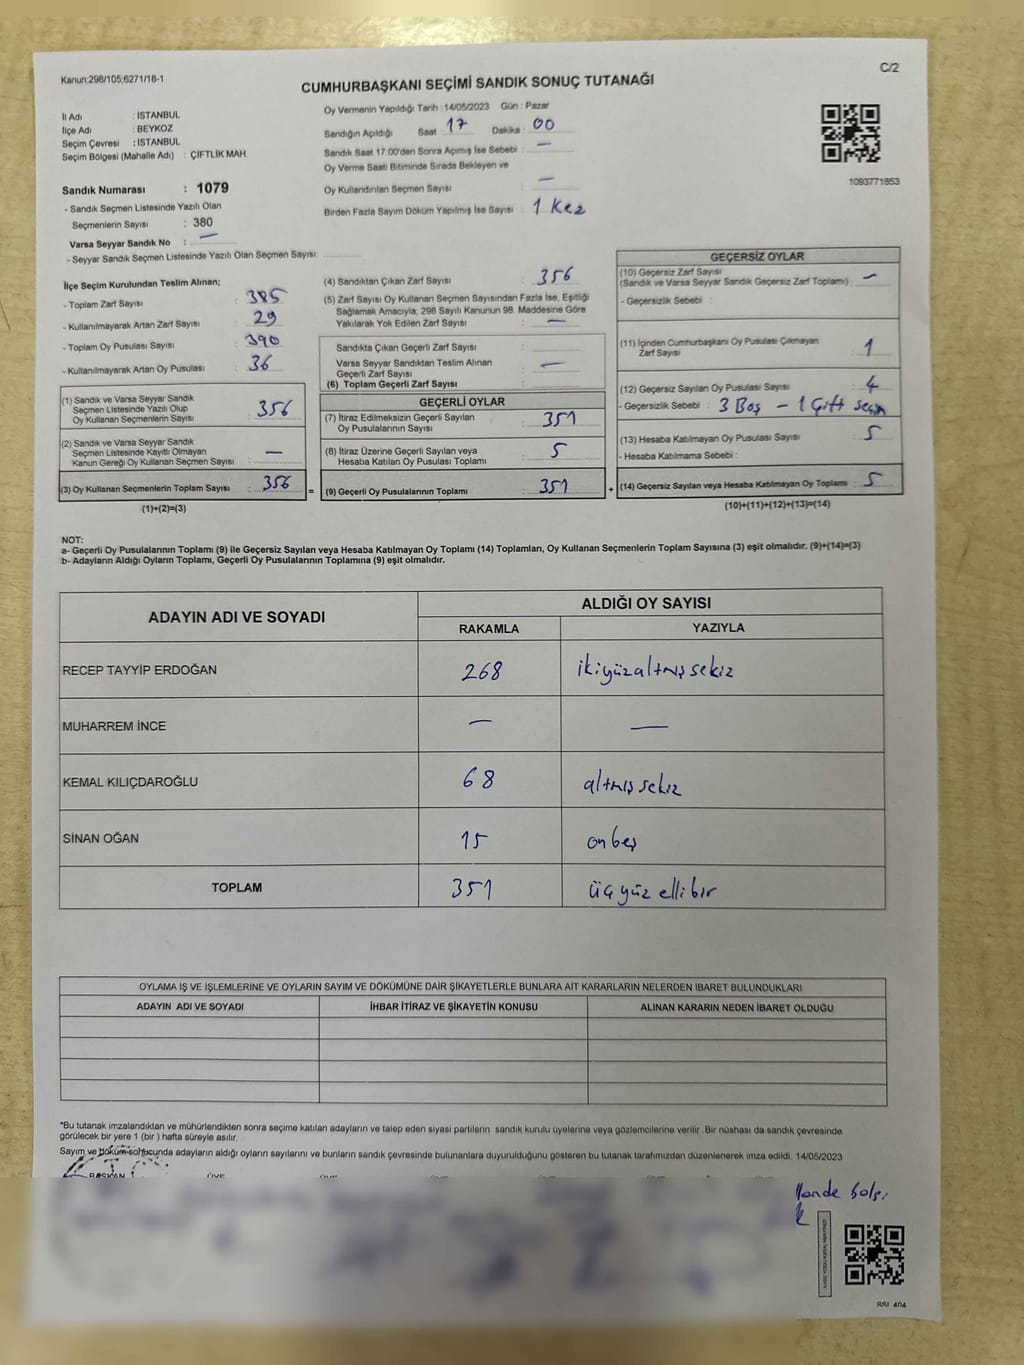 Kanun:298/105;6271/18-1
C/2
CUMHURBAŞKANI SEÇİMİ SANDIK SONUÇ TUTANAĞI
İl Adı : İSTANBUL
İlçe Adı : BEYKOZ
Seçim Çevresi : İSTANBUL
Seçim Bölgesi (Mahalle Adı) : ÇİFTLİK MAH.
Oy Vermenin Yapıldığı Tarih : 14/05/2023 Gün : Pazar
Sandığın Açıldığı Saat : 17 Dakika : 00
Sandık Saat 17:00'den Sonra Açımış İse Sebebi : —
Oy Verme Saati Bitiminde Sırada Bekleyen ve
Oy Kullandırılan Seçmen Sayısı : —
Birden Fazla Sayım Döküm Yapılmış İse Sayısı : 1 Kez
1093771853
Sandık Numarası : 1079
- Sandık Seçmen Listesinde Yazılı Olan
Seçmenlerin Sayısı : 380
Varsa Seyyar Sandık No : —
- Seyyar Sandık Seçmen Listesinde Yazılı Olan Seçmen Sayısı:
İlçe Seçim Kurulundan Teslim Alınan;
- Toplam Zarf Sayısı : 385
- Kullanılmayarak Artan Zarf Sayısı : 29
- Toplam Oy Pusulası Sayısı : 390
- Kullanılmayarak Artan Oy Pusulası : 36
(1) Sandık ve Varsa Seyyar Sandık
Seçmen Listesinde Yazılı Olup
Oy Kullanan Seçmenlerin Sayısı : 356
(2) Sandık ve Varsa Seyyar Sandık
Seçmen Listesinde Kayıtlı Olmayan
Kanun Gereği Oy Kullanan Seçmen Sayısı : —
(3) Oy Kullanan Seçmenlerin Toplam Sayısı : 356
(1)+(2)=(3)
(4) Sandıktan Çıkan Zarf Sayısı : 356
(5) Zarf Sayısı Oy Kullanan Seçmen Sayısından Fazla İse, Eşitliği
Sağlamak Amacıyla; 298 Sayılı Kanunun 98. Maddesine Göre
Yakılarak Yok Edilen Zarf Sayısı : —
Sandıkta Çıkan Geçerli Zarf Sayısı :
Varsa Seyyar Sandıktan Teslim Alınan
Geçerli Zarf Sayısı : —
(6) Toplam Geçerli Zarf Sayısı :
GEÇERLİ OYLAR
(7) İtiraz Edilmeksizin Geçerli Sayılan
Oy Pusulalarının Sayısı : 351
(8) İtiraz Üzerine Geçerli Sayılan veya
Hesaba Katılan Oy Pusulası Toplamı : 5
= (9) Geçerli Oy Pusulalarının Toplamı : 351 +
GEÇERSİZ OYLAR
(10) Geçersiz Zarf Sayısı
(Sandık ve Varsa Seyyar Sandık Geçersiz Zarf Toplamı) : —
- Geçersizlik Sebebi :
(11) İçinden Cumhurbaşkanı Oy Pusulası Çıkmayan
Zarf Sayısı : 1
(12) Geçersiz Sayılan Oy Pusulası Sayısı : 4
- Geçersizlik Sebebi : 3 Boş — 1 Çift seçim
(13) Hesaba Katılmayan Oy Pusulası Sayısı : 5
- Hesaba Katılmama Sebebi :
(14) Geçersiz Sayılan veya Hesaba Katılmayan Oy Toplamı : 5
(10)+(11)+(12)+(13)=(14)
NOT:
a- Geçerli Oy Pusulalarının Toplamı (9) ile Geçersiz Sayılan veya Hesaba Katılmayan Oy Toplamı (14) Toplamları, Oy Kullanan Seçmenlerin Toplam Sayısına (3) eşit olmalıdır. (9)+(14)=(3)
b- Adayların Aldığı Oyların Toplamı, Geçerli Oy Pusulalarının Toplamına (9) eşit olmalıdır.
ADAYIN ADI VE SOYADI
ALDIĞI OY SAYISI
RAKAMLA YAZIYLA
RECEP TAYYİP ERDOĞAN 268 ikiyüzaltmışsekiz
MUHARREM İNCE — —
KEMAL KILIÇDAROĞLU 68 altmışsekiz
SİNAN OĞAN 15 onbeş
TOPLAM 351 üçyüz ellibir
OYLAMA İŞ VE İŞLEMLERİNE VE OYLARIN SAYIM VE DÖKÜMÜNE DAİR ŞİKAYETLERLE BUNLARA AİT KARARLARIN NELERDEN İBARET BULUNDUKLARI
ADAYIN ADI VE SOYADI İHBAR İTİRAZ VE ŞİKAYETİN KONUSU ALINAN KARARIN NEDEN İBARET OLDUĞU
*Bu tutanak imzalandıktan ve mühürlendikten sonra seçime katılan adayların ve talep eden siyasi partilerin sandık kurulu üyelerine veya gözlemcilerine verilir. Bir nüshası da sandık çevresinde
görülecek bir yere 1 (bir) hafta süreyle asılır.
Sayım ve döküm sonucunda adayların aldığı oyların sayılarını ve bunların sandık çevresinde bulunanlara duyurulduğunu gösteren bu tutanak tarafımızdan düzenlenerek imza edildi. 14/05/2023
BAŞKAN